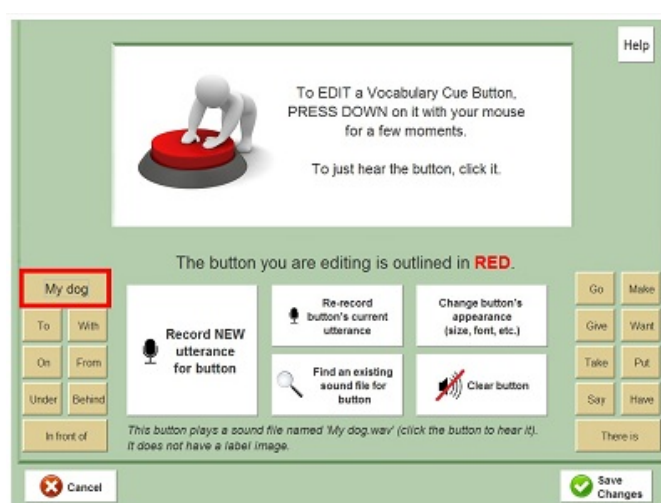 Help
To EDIT a Vocabulary Cue Button,
PRESS DOWN on it with your mouse
for a few moments.
To just hear the button, click it.
The button you are editing is outlined in RED.
My dog
To
With
On
From
Under
Behind
In front of
Record NEW
utterance
for button
Re-record
button's current
utterance
Change button's
appearance
(size, font, etc.)
Find an existing
sound file for
button
Clear button
Go
Make
Give
Want
Take
Put
Say
Have
There is
This button plays a sound file named 'My dog.wav' (click the button to hear it).
It does not have a label image.
Cancel
Save
Changes